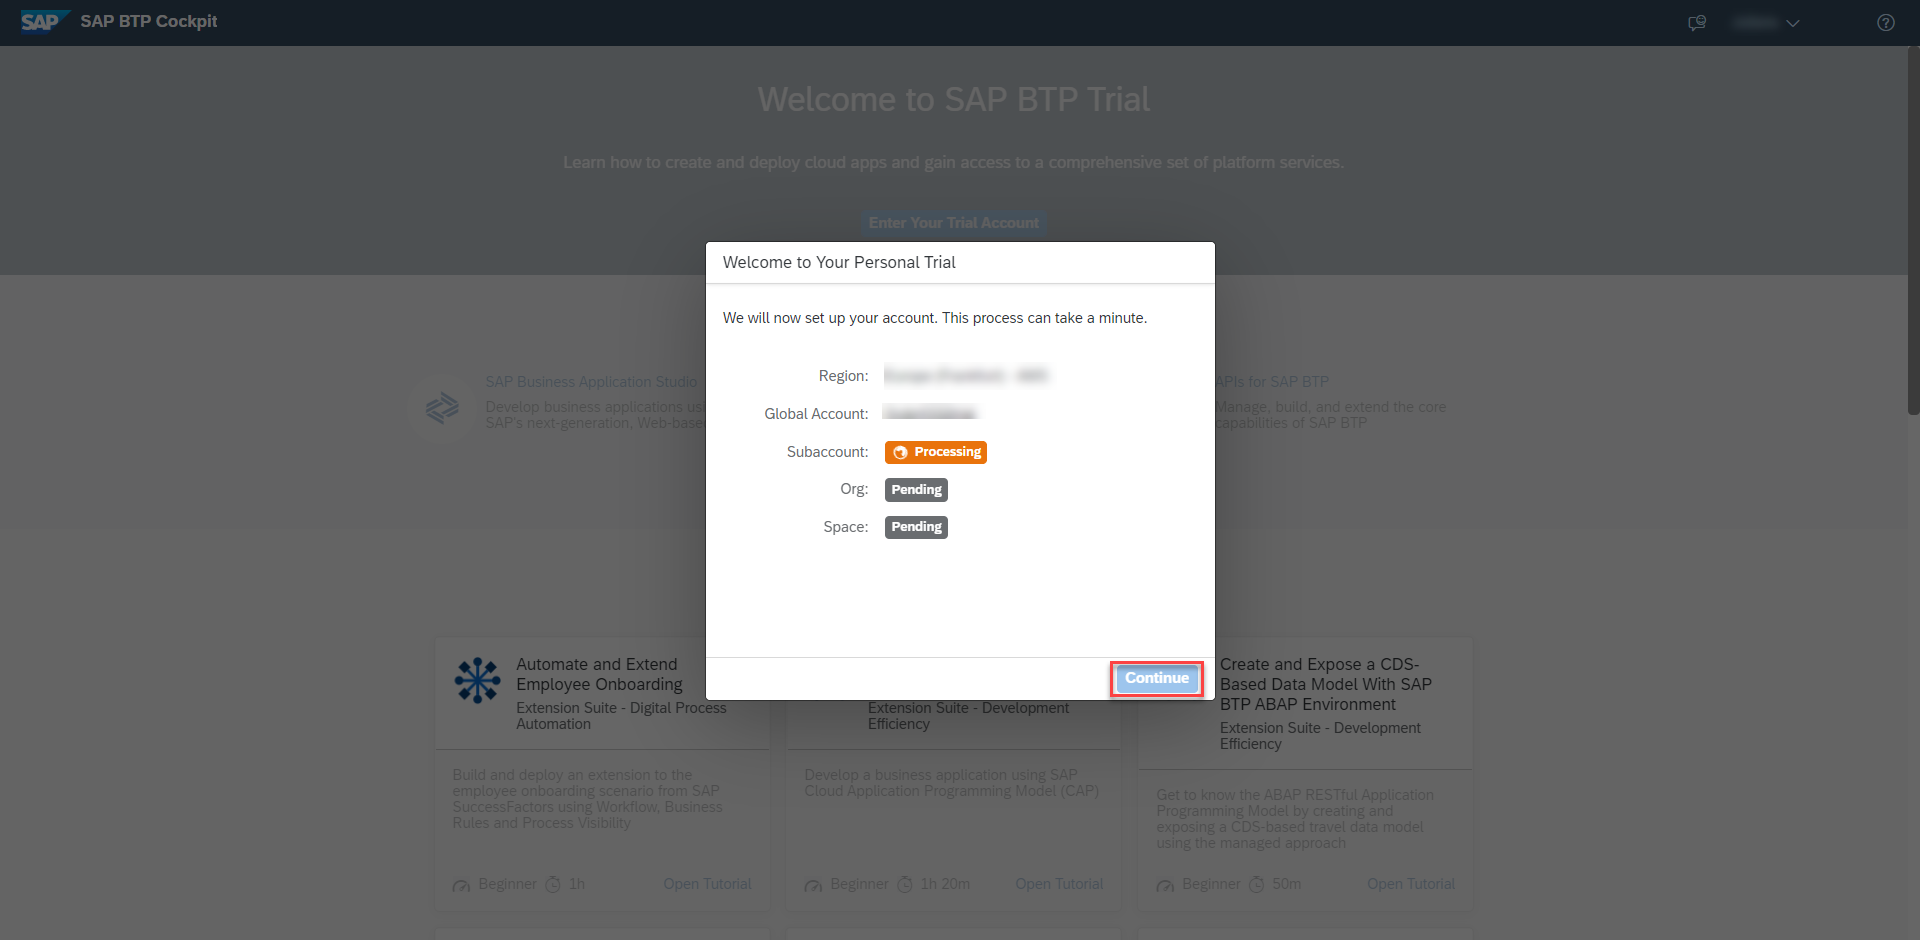 SAP SAP BTP Cockpit
Welcome to SAP BTP Trial
Learn how to create and deploy cloud apps and gain access to a comprehensive set of platform services.
Enter Your Trial Account
Welcome to Your Personal Trial
We will now set up your account. This process can take a minute.
Region:
Global Account:
Subaccount: Processing
Org: Pending
Space: Pending
Continue
SAP Business Application Studio
Develop business applications us
SAP's next-generation, Web-base
APIs for SAP BTP
Manage, build, and extend the core
capabilities of SAP BTP
Automate and Extend
Employee Onboarding
Extension Suite - Digital Process
Automation
Build and deploy an extension to the
employee onboarding scenario from SAP
SuccessFactors using Workflow, Business
Rules and Process Visibility
Beginner 1h Open Tutorial
Extension Suite - Development
Efficiency
Develop a business application using SAP
Cloud Application Programming Model (CAP)
Beginner 1h 20m Open Tutorial
Create and Expose a CDS-
Based Data Model With SAP
BTP ABAP Environment
Extension Suite - Development
Efficiency
Get to know the ABAP RESTful Application
Programming Model by creating and
exposing a CDS-based travel data model
using the managed approach
Beginner 50m Open Tutorial